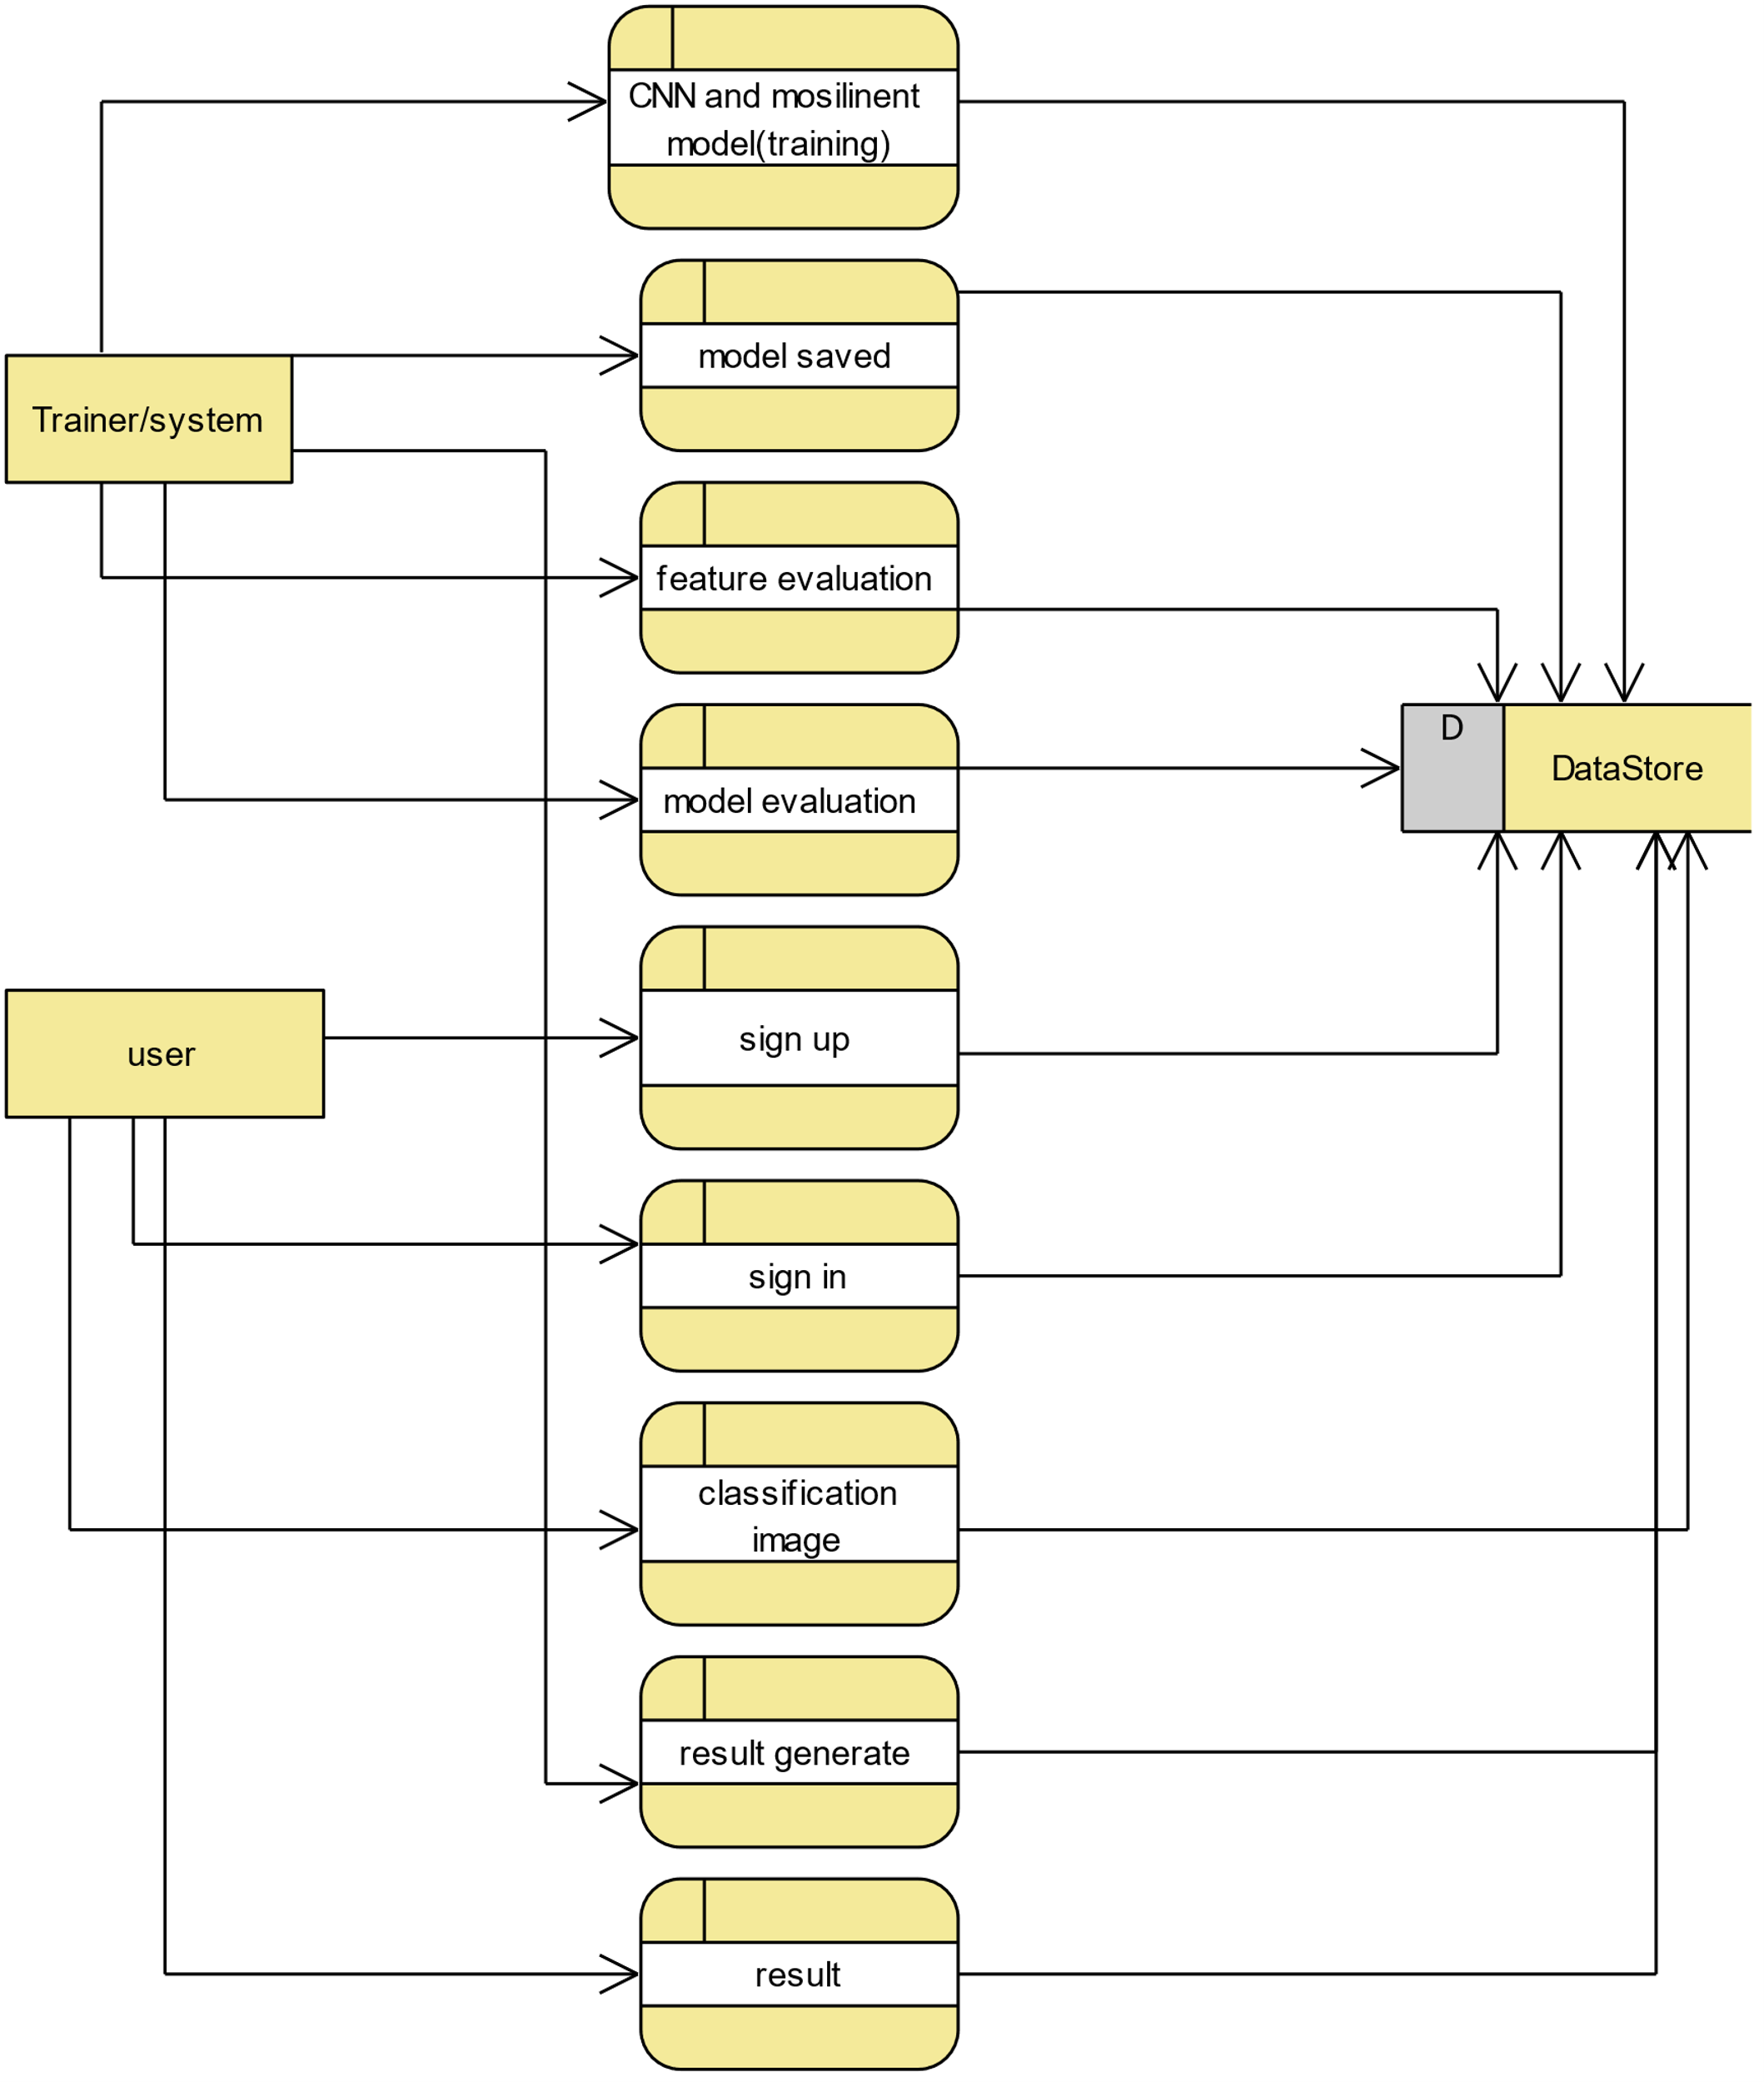 CNN and mosilinent
model(training)
model saved
Trainer/system
feature evaluation
D
DataStore
model evaluation
user
sign up
sign in
classification
image
result generate
result